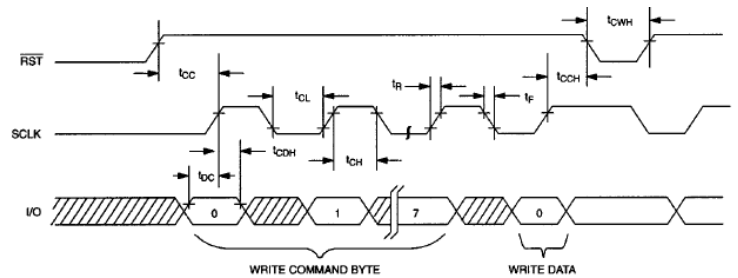 tCWH
RST
tCC
tCCH
tCL
tR
tF
SCLK
tCDH
tCH
tDC
I/O
0
1
7
0
WRITE COMMAND BYTE
WRITE DATA